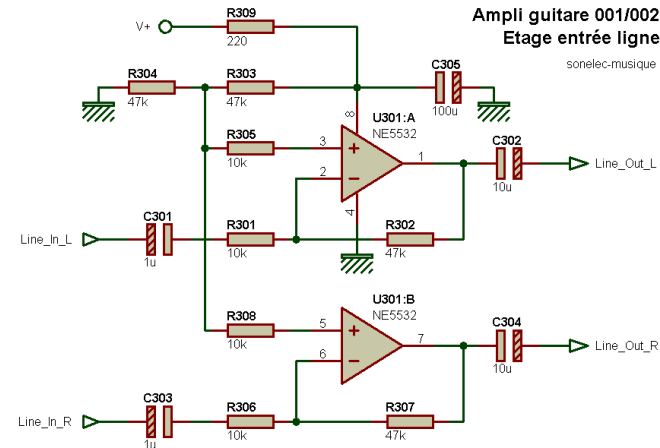 Ampli guitare 001/002
Etage entrée ligne
sonelec-musique
R309
V+
220
R304
R303
C305
47k
47k
100u
R305
10k
U301:A
NE5532
8
3
2
1
4
C302
10u
Line_Out_L
C301
R301
R302
Line_In_L
1u
10k
47k
U301:B
NE5532
R308
10k
5
6
7
C304
10u
Line_Out_R
C303
R306
R307
Line_In_R
1u
10k
47k